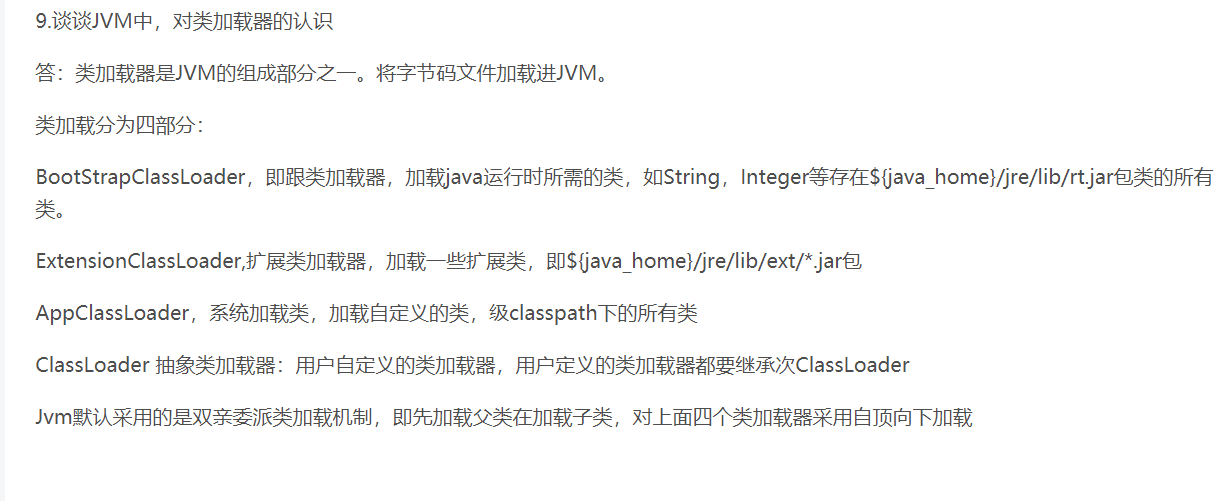 9.谈谈JVM中，对类加载器的认识
答：类加载器是JVM的组成部分之一。将字节码文件加载进JVM。
类加载分为四部分：
BootStrapClassLoader，即跟类加载器，加载java运行时所需的类，如String，Integer等存在${java_home}/jre/lib/rt.jar包类的所有
类。
ExtensionClassLoader,扩展类加载器，加载一些扩展类，即${java_home}/jre/lib/ext/*.jar包
AppClassLoader，系统加载类，加载自定义的类，级classpath下的所有类
ClassLoader 抽象类加载器：用户自定义的类加载器，用户定义的类加载器都要继承次ClassLoader
Jvm默认采用的是双亲委派类加载机制，即先加载父类在加载子类，对上面四个类加载器采用自顶向下加载